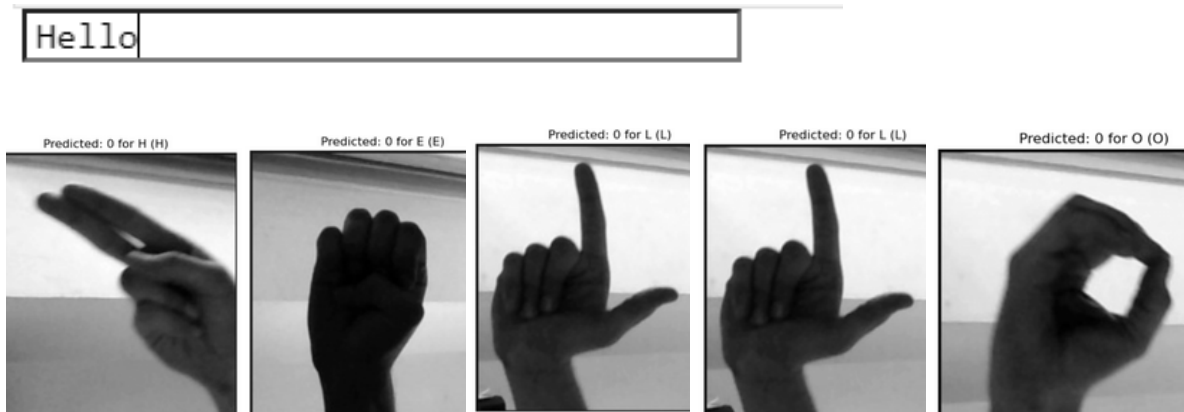 Hello
Predicted: 0 for H (H)
Predicted: 0 for E (E)
Predicted: 0 for L (L)
Predicted: 0 for L (L)
Predicted: 0 for O (O)